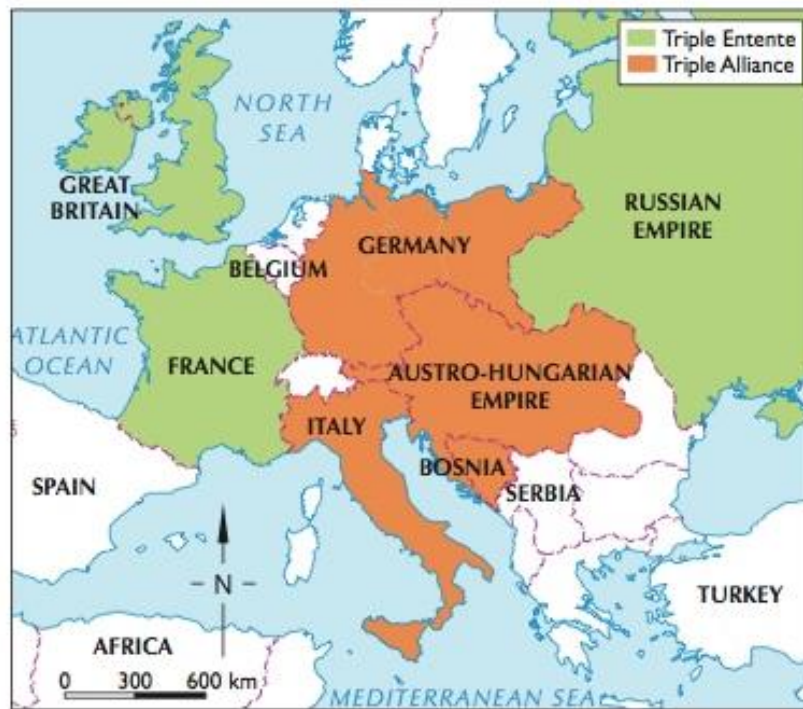 Triple Entente
Triple Alliance
NORTH
SEA
GREAT
BRITAIN
RUSSIAN
EMPIRE
GERMANY
BELGIUM
ATLANTIC
OCEAN
FRANCE
AUSTRO-HUNGARIAN
EMPIRE
ITALY
BOSNIA
SERBIA
SPAIN
N
TURKEY
AFRICA
0 300 600 km
MEDITERRANEAN SEA